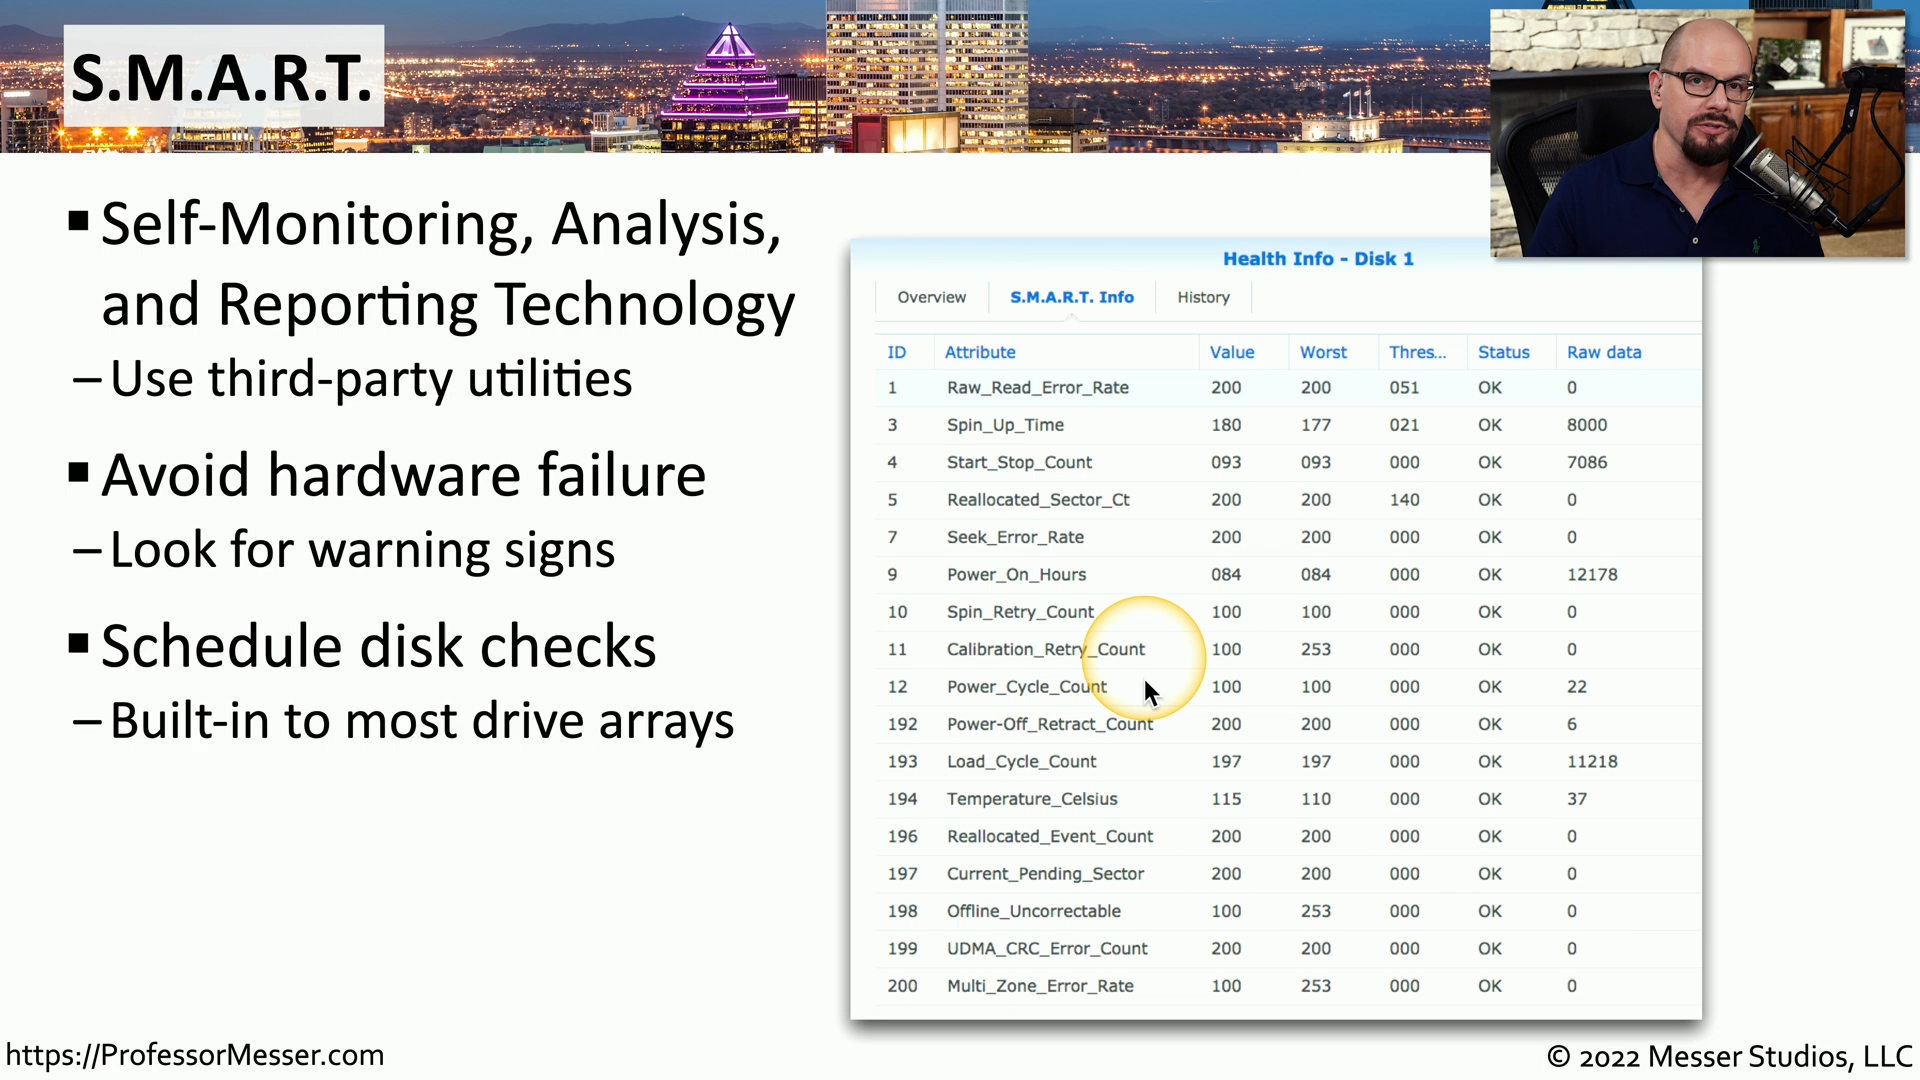 S.M.A.R.T.
▪ Self-Monitoring, Analysis,
and Reporting Technology
– Use third-party utilities
▪ Avoid hardware failure
– Look for warning signs
▪ Schedule disk checks
– Built-in to most drive arrays
Health Info - Disk 1
Overview S.M.A.R.T. Info History
ID Attribute Value Worst Thres... Status Raw data
1 Raw_Read_Error_Rate 200 200 051 OK 0
3 Spin_Up_Time 180 177 021 OK 8000
4 Start_Stop_Count 093 093 000 OK 7086
5 Reallocated_Sector_Ct 200 200 140 OK 0
7 Seek_Error_Rate 200 200 000 OK 0
9 Power_On_Hours 084 084 000 OK 12178
10 Spin_Retry_Count 100 100 000 OK 0
11 Calibration_Retry_Count 100 253 000 OK 0
12 Power_Cycle_Count 100 100 000 OK 22
192 Power-Off_Retract_Count 200 200 000 OK 6
193 Load_Cycle_Count 197 197 000 OK 11218
194 Temperature_Celsius 115 110 000 OK 37
196 Reallocated_Event_Count 200 200 000 OK 0
197 Current_Pending_Sector 200 200 000 OK 0
198 Offline_Uncorrectable 100 253 000 OK 0
199 UDMA_CRC_Error_Count 200 200 000 OK 0
200 Multi_Zone_Error_Rate 100 253 000 OK 0
https://ProfessorMesser.com
© 2022 Messer Studios, LLC